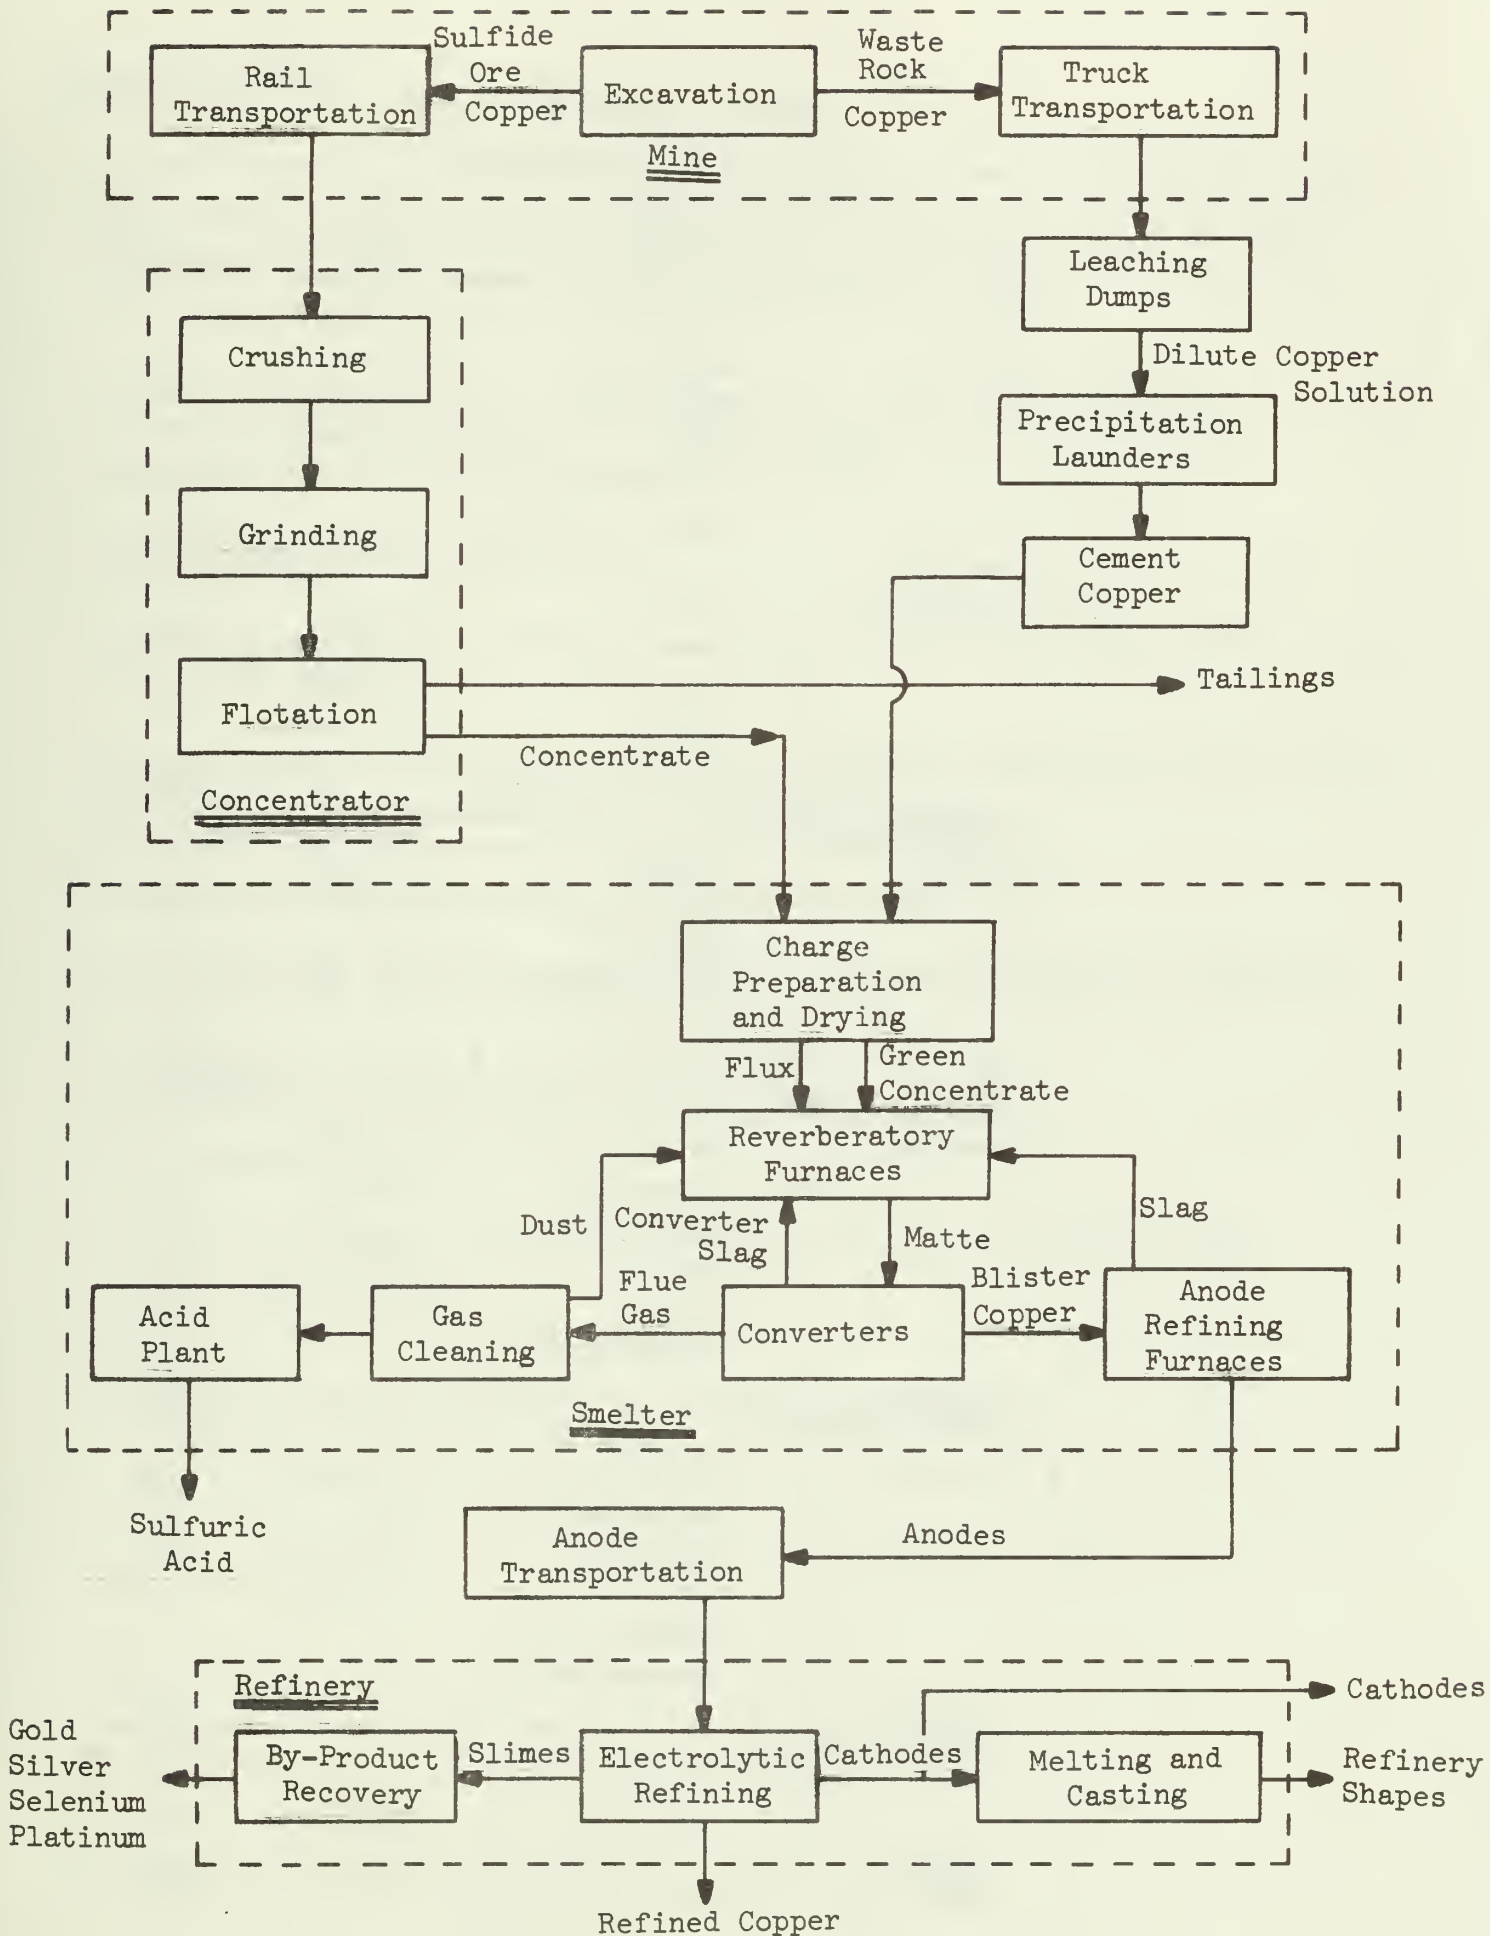 Sulfide
Ore
Copper
Waste
Rock
Copper
Rail
Transportation
Excavation
Truck
Transportation
Mine
Leaching
Dumps
Crushing
Dilute Copper
Solution
Precipitation
Launders
Grinding
Cement
Copper
Tailings
Flotation
Concentrate
Concentrator
Charge
Preparation
and Drying
Flux
Green
Concentrate
Reverberatory
Furnaces
Dust
Converter
Slag
Matte
Slag
Flue
Gas
Blister
Copper
Acid
Plant
Gas
Cleaning
Converters
Anode
Refining
Furnaces
Smelter
Sulfuric
Acid
Anode
Transportation
Anodes
Refinery
Cathodes
Gold
Silver
Selenium
Platinum
By-Product
Recovery
Slimes
Electrolytic
Refining
Cathodes
Melting and
Casting
Refinery
Shapes
Refined Copper